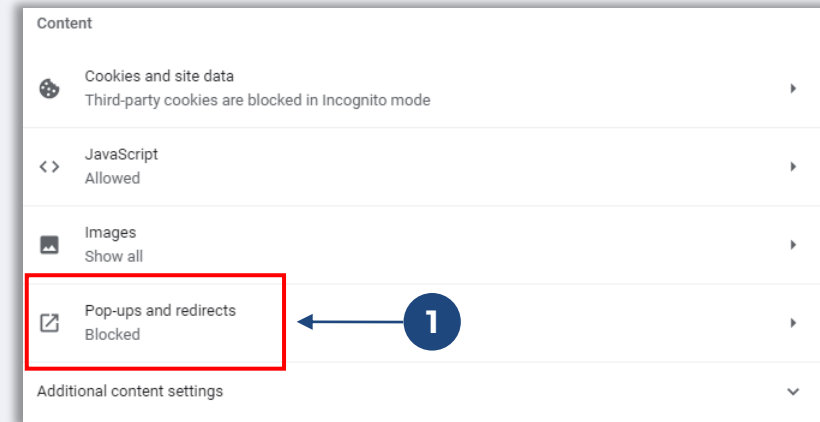 Content
Cookies and site data
Third-party cookies are blocked in Incognito mode
JavaScript
Allowed
Images
Show all
Pop-ups and redirects
Blocked
1
Additional content settings